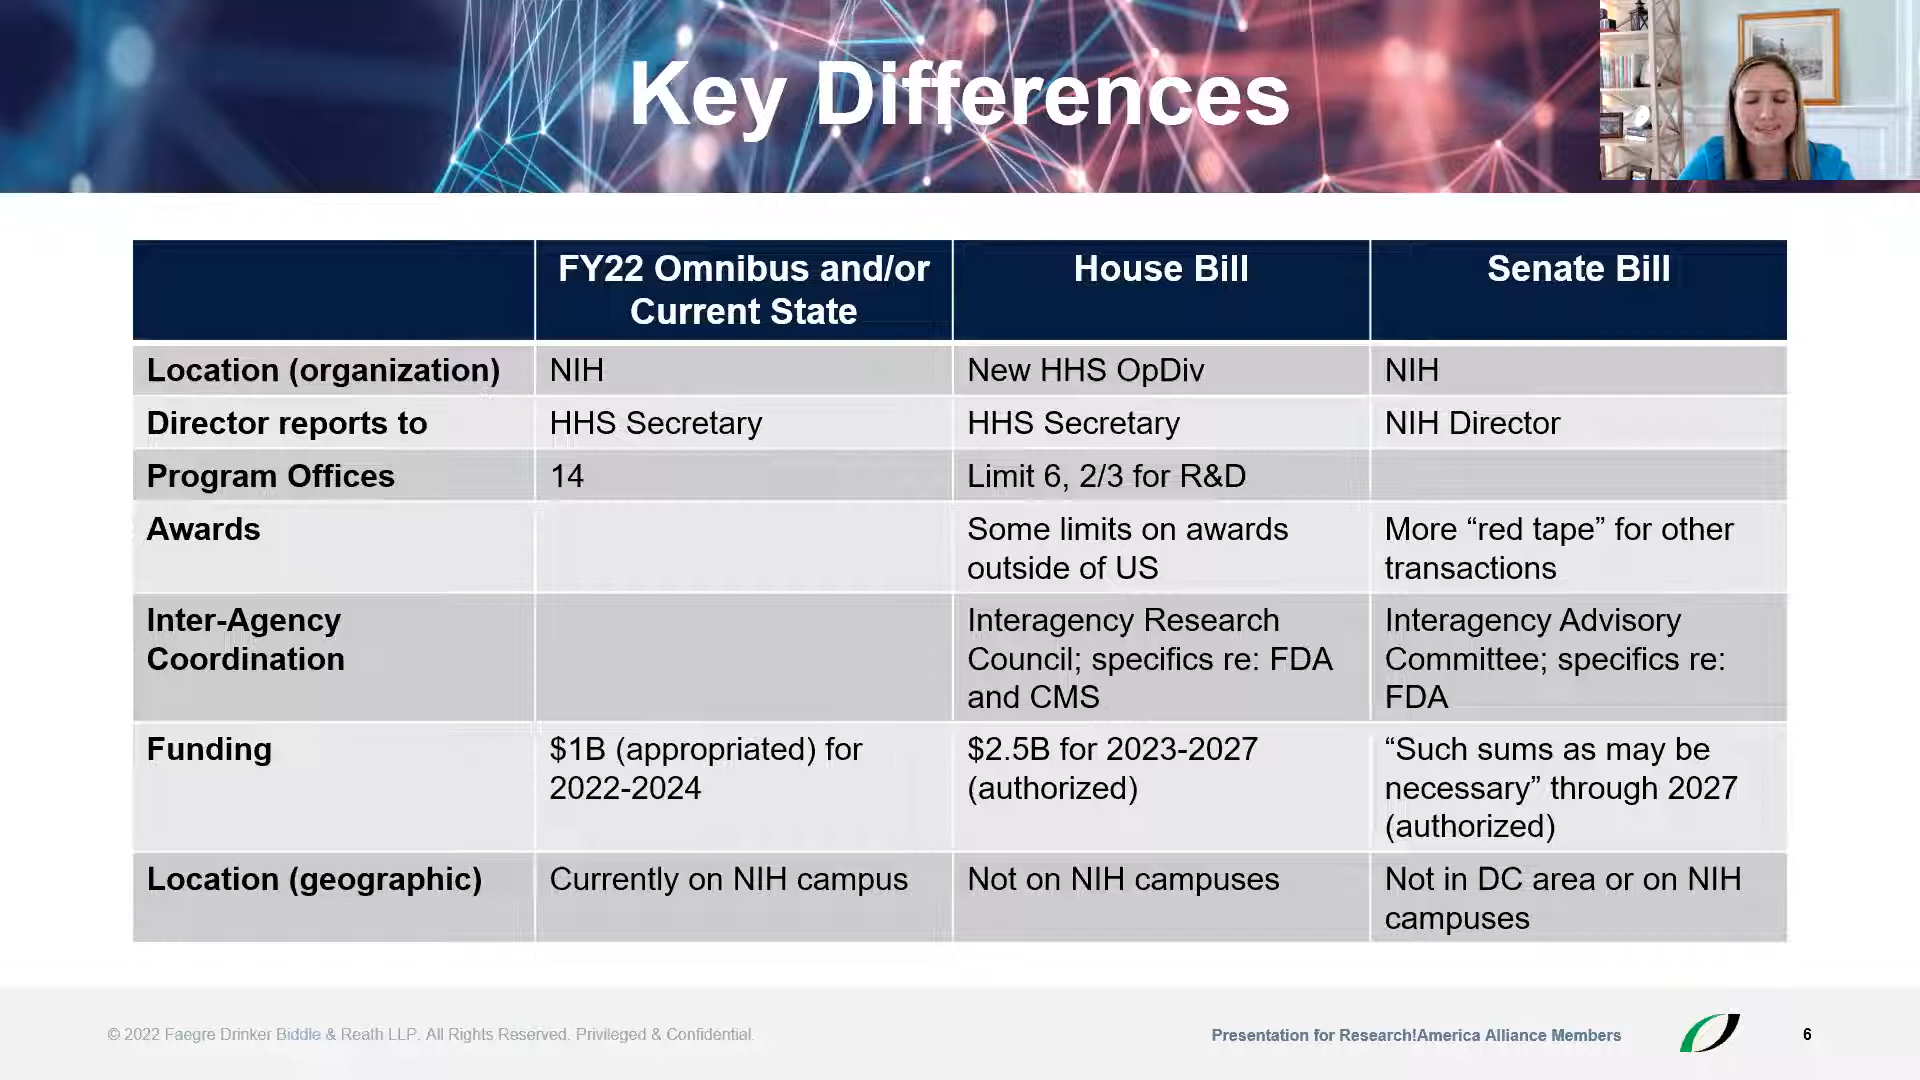 Key Differences
FY22 Omnibus and/or
Current State
House Bill
Senate Bill
Location (organization)
NIH
New HHS OpDiv
NIH
Director reports to
HHS Secretary
HHS Secretary
NIH Director
Program Offices
14
Limit 6, 2/3 for R&D
Awards
Some limits on awards
outside of US
More “red tape” for other
transactions
Inter-Agency
Coordination
Interagency Research
Council; specifics re: FDA
and CMS
Interagency Advisory
Committee; specifics re:
FDA
Funding
$1B (appropriated) for
2022-2024
$2.5B for 2023-2027
(authorized)
“Such sums as may be
necessary” through 2027
(authorized)
Location (geographic)
Currently on NIH campus
Not on NIH campuses
Not in DC area or on NIH
campuses
© 2022 Faegre Drinker Biddle & Reath LLP. All Rights Reserved. Privileged & Confidential.
Presentation for Research!America Alliance Members
6